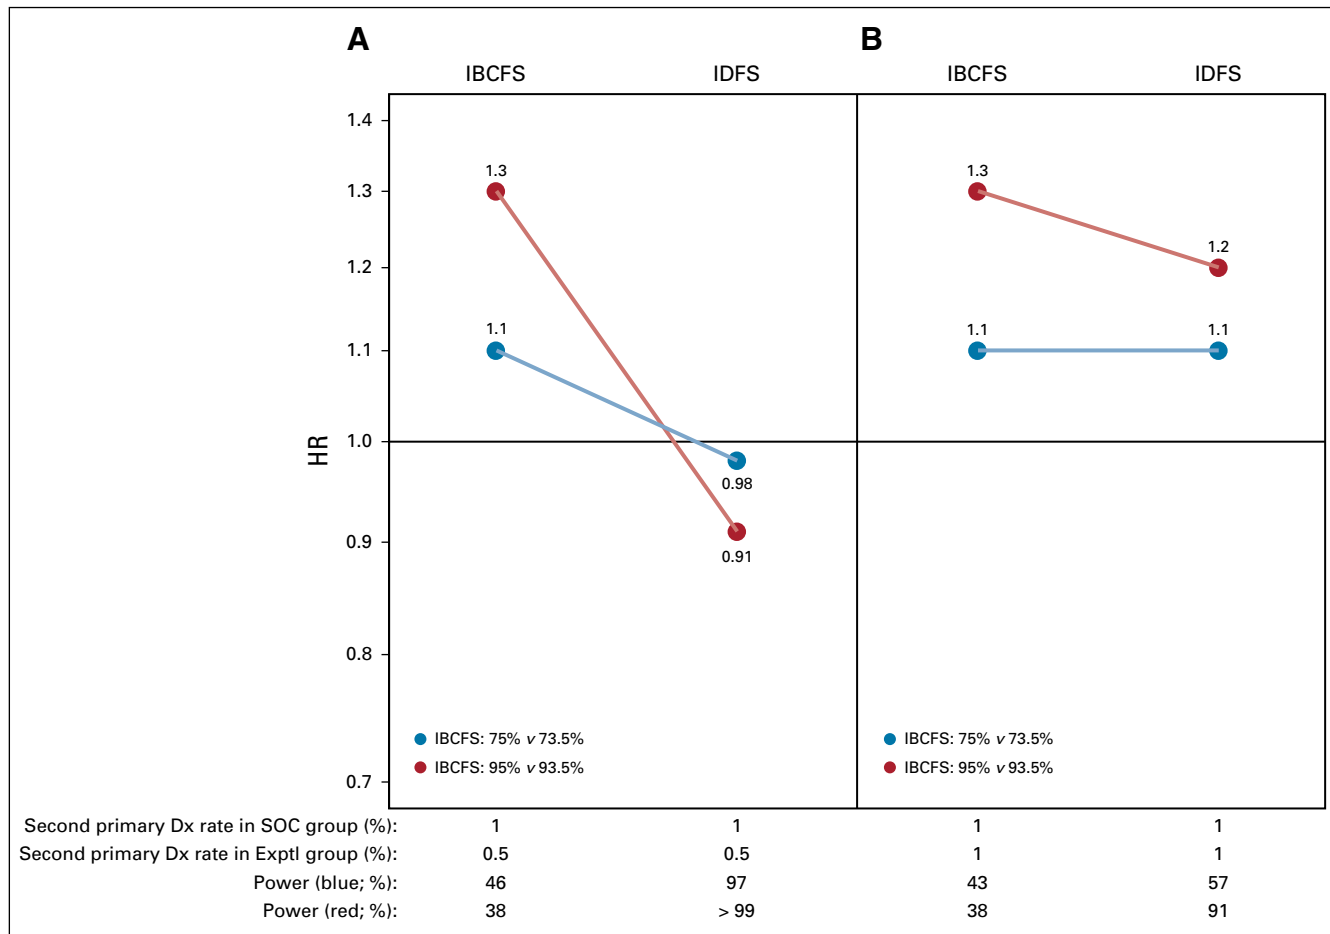 A
B
IBCFS IDFS IBCFS IDFS
1.4
1.3
1.2
1.1
1.0
0.9
0.8
0.7
HR
1.3
1.1
0.98
0.91
1.3
1.2
1.1
1.1
IBCFS: 75% v 73.5%
IBCFS: 95% v 93.5%
IBCFS: 75% v 73.5%
IBCFS: 95% v 93.5%
Second primary Dx rate in SOC group (%): 1 1 1 1
Second primary Dx rate in Exptl group (%): 0.5 0.5 1 1
Power (blue; %): 46 97 43 57
Power (red; %): 38 > 99 38 91